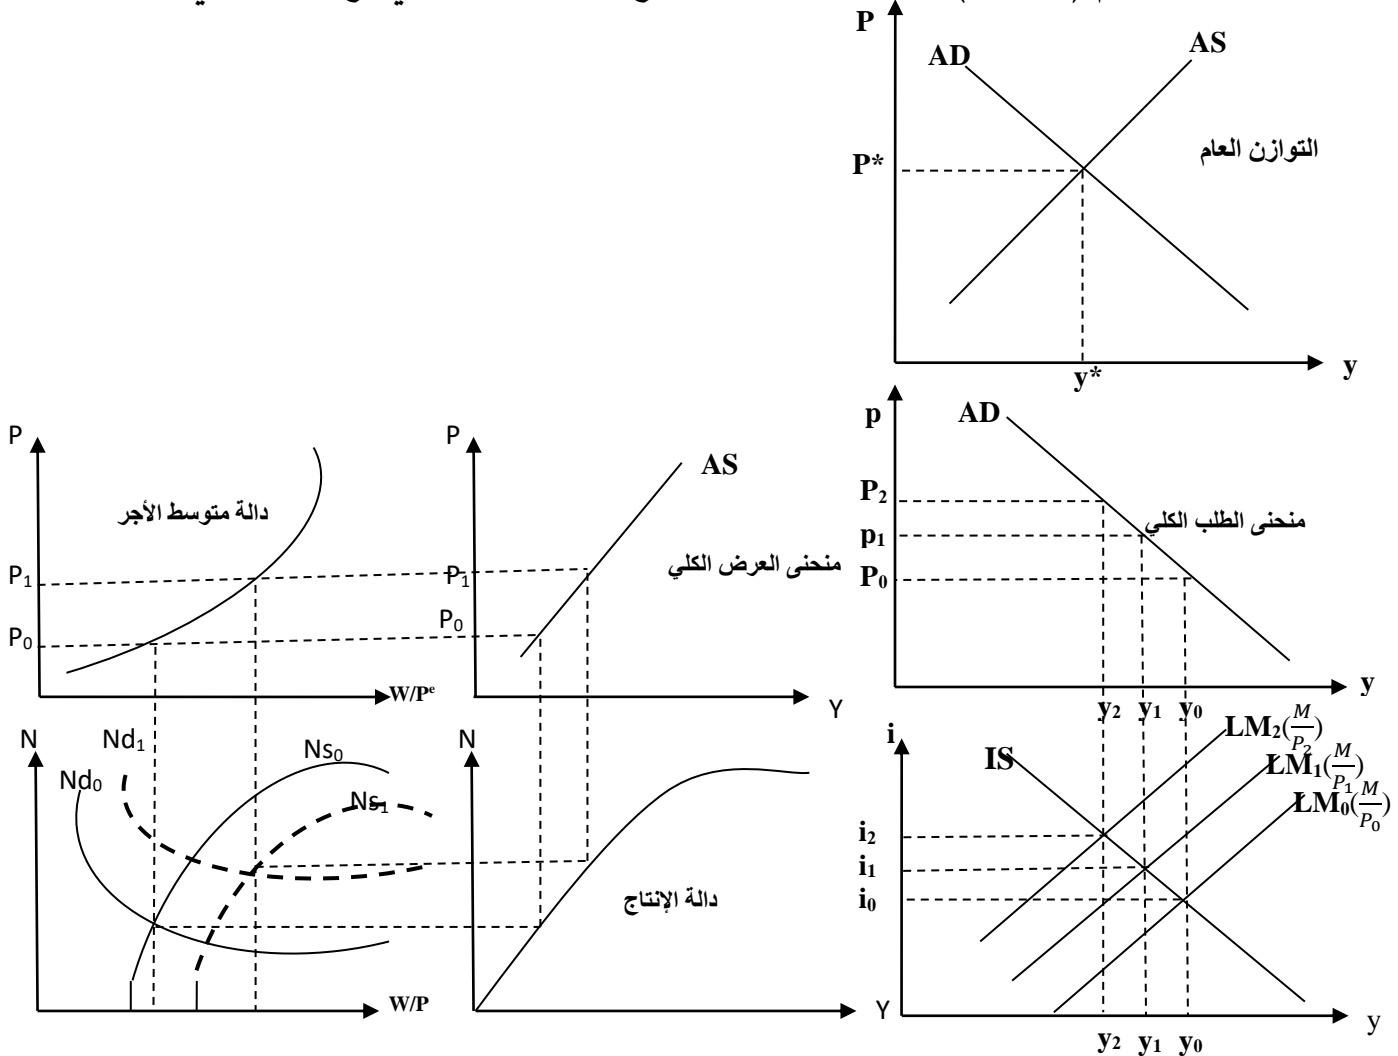 P
AD
AS
التوازن العام
P*
y*
y
p
AD
P₂
منحنى الطلب الكلي
p₁
P₀
y
y₂ y₁ y₀
P
دالة متوسط الأجر
P₁
P₀
W/Pᵉ
P
AS
منحنى العرض الكلي
P₁
P₀
Y
N
Nd₁
Nd₀
Ns₀
Ns₁
W/P
N
دالة الإنتاج
Y
i
IS
LM₂(M/P₂)
LM₁(M/P₁)
LM₀(M/P₀)
i₂
i₁
i₀
y
y₂ y₁ y₀